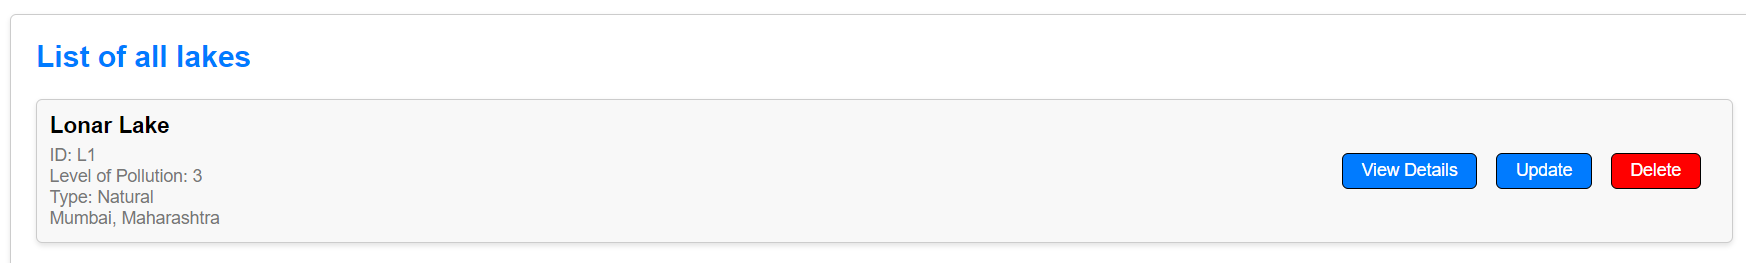 List of all lakes
Lonar Lake
ID: L1
Level of Pollution: 3
Type: Natural
Mumbai, Maharashtra
View Details
Update
Delete